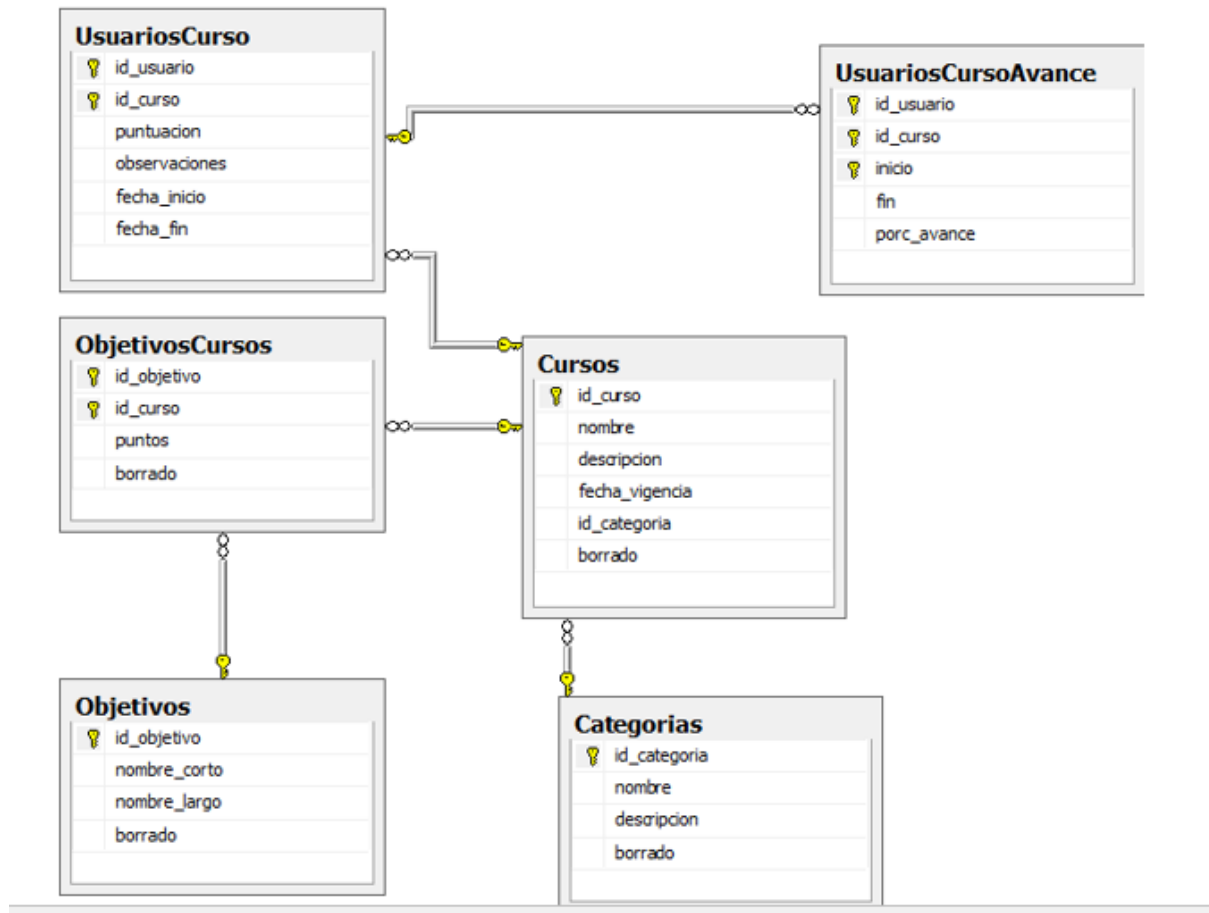 UsuariosCurso
id_usuario
id_curso
puntuacion
observaciones
fecha_inicio
fecha_fin
UsuariosCursoAvance
id_usuario
id_curso
inicio
fin
porc_avance
ObjetivosCursos
id_objetivo
id_curso
puntos
borrado
Cursos
id_curso
nombre
descripcion
fecha_vigencia
id_categoria
borrado
Objetivos
id_objetivo
nombre_corto
nombre_largo
borrado
Categorias
id_categoria
nombre
descripcion
borrado